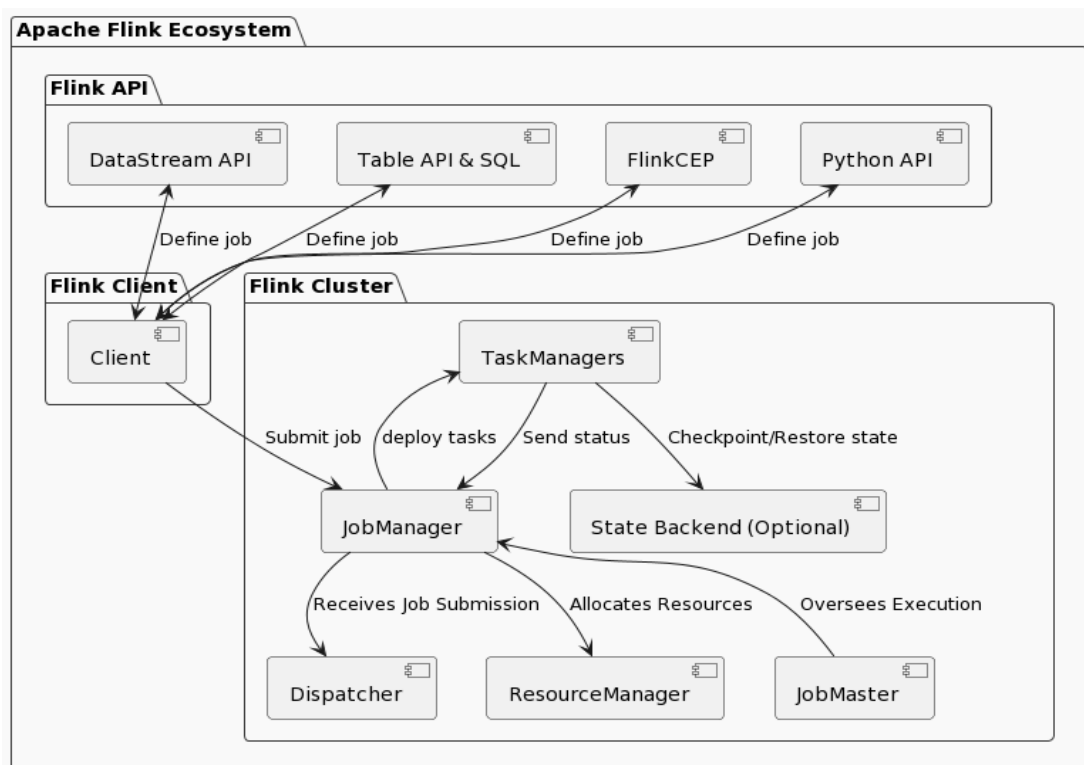 Apache Flink Ecosystem
Flink API
DataStream API
Table API & SQL
FlinkCEP
Python API
Define job
Define job
Define job
Define job
Flink Client
Client
Flink Cluster
TaskManagers
Submit job
deploy tasks
Send status
Checkpoint/Restore state
JobManager
State Backend (Optional)
Receives Job Submission
Allocates Resources
Oversees Execution
Dispatcher
ResourceManager
JobMaster